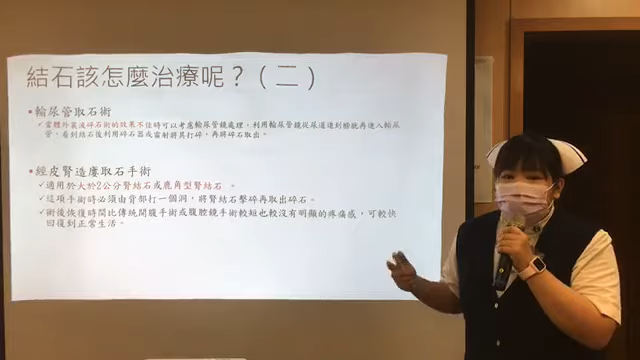 結石該怎麼治療呢？（二）
•輸尿管取石術
✓當體外震波碎石術的效果不佳時可以考慮輸尿管鏡處理，利用輸尿管鏡從尿道進到膀胱再進入輸尿
管，看到結石後利用碎石器或雷射將其打碎，再將碎石取出。
•經皮腎造廔取石手術
✓適用於大於2公分腎結石或鹿角型腎結石 。
✓這項手術時必須由背部打一個洞，將腎結石擊碎再取出碎石。
✓術後恢復時間比傳統開腹手術或腹腔鏡手術較短也較沒有明顯的疼痛感，可較快
回復到正常生活。